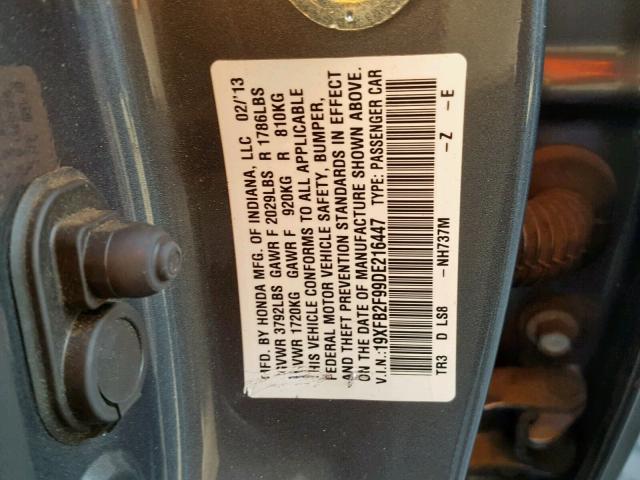 MFD. BY HONDA MFG. OF INDIANA, LLC 02/'13
GVWR 3792LBS GAWR F 2029LBS R 1786LBS
GVWR 1720KG GAWR F 920KG R 810KG
THIS VEHICLE CONFORMS TO ALL APPLICABLE
FEDERAL MOTOR VEHICLE SAFETY, BUMPER,
AND THEFT PREVENTION STANDARDS IN EFFECT
ON THE DATE OF MANUFACTURE SHOWN ABOVE.
V.I.N.:19XFB2F99DE216447 TYPE: PASSENGER CAR
TR3 D LS8 -NH737M -Z -E